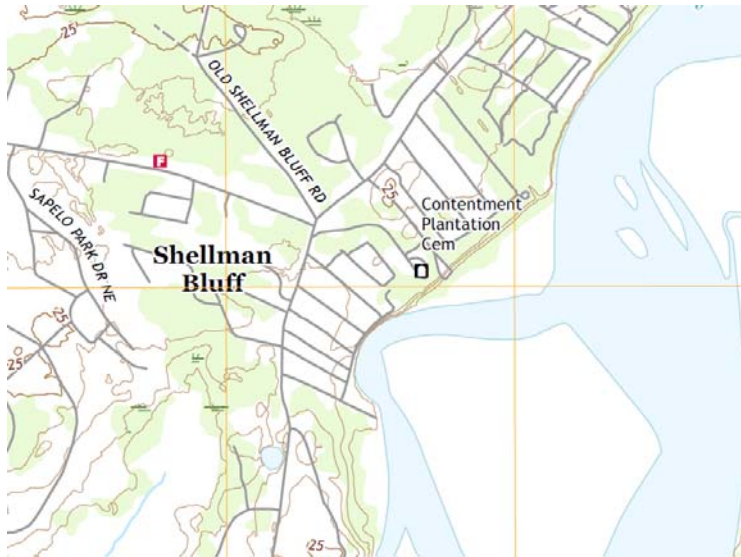 25
OLD SHELLMAN BLUFF RD
F
SAPELO PARK DR NE
25
Contentment
Plantation
Cem
Shellman
Bluff
25
25
25